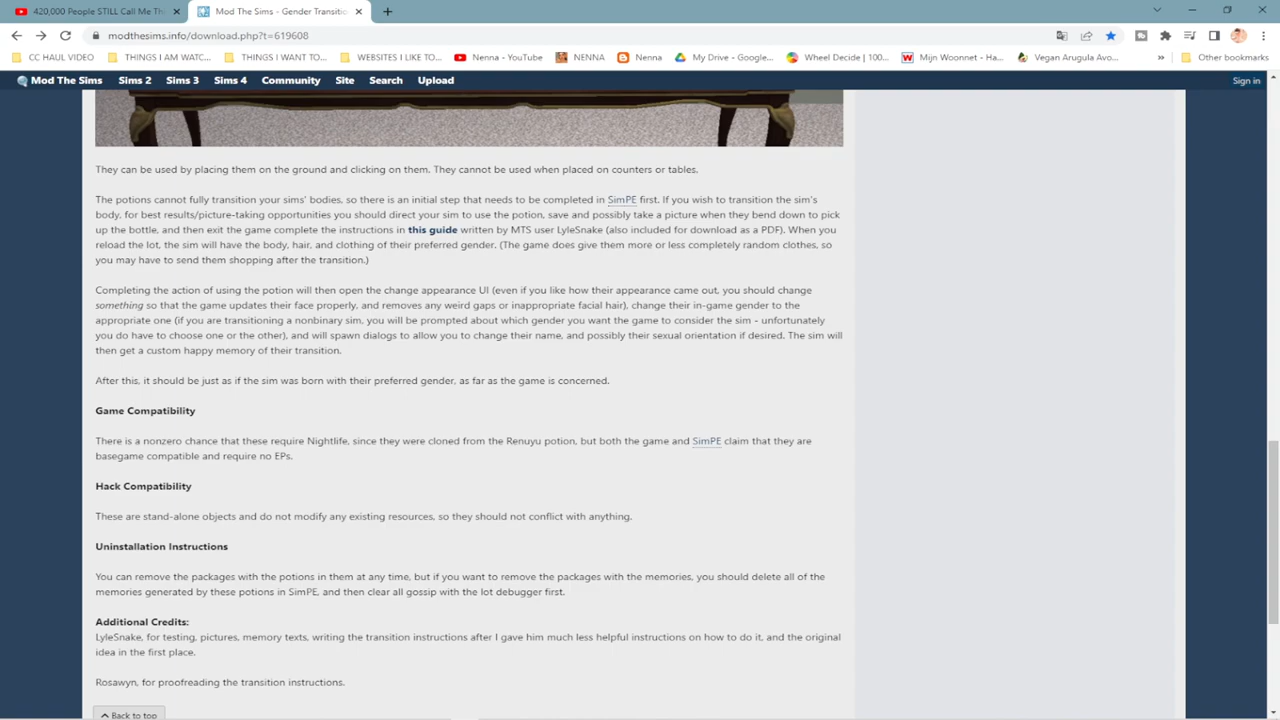 420,000 People STILL Call Me Th
Mod The Sims - Gender Transitio
modthesims.info/download.php?t=619608
CC HAUL VIDEO THINGS I AM WATC... THINGS I WANT TO... WEBSITES I LIKE TO... Nenna - YouTube NENNA Nenna My Drive - Google... Wheel Decide | 100... Mijn Woonnet - Ha... Vegan Arugula Avo... » Other bookmarks
Mod The Sims Sims 2 Sims 3 Sims 4 Community Site Search Upload Sign in
They can be used by placing them on the ground and clicking on them. They cannot be used when placed on counters or tables.
The potions cannot fully transition your sims' bodies, so there is an initial step that needs to be completed in SimPE first. If you wish to transition the sim's
body, for best results/picture-taking opportunities you should direct your sim to use the potion, save and possibly take a picture when they bend down to pick
up the bottle, and then exit the game complete the instructions in this guide written by MTS user LyleSnake (also included for download as a PDF). When you
reload the lot, the sim will have the body, hair, and clothing of their preferred gender. (The game does give them more or less completely random clothes, so
you may have to send them shopping after the transition.)
Completing the action of using the potion will then open the change appearance UI (even if you like how their appearance came out, you should change
something so that the game updates their face properly, and removes any weird gaps or inappropriate facial hair), change their in-game gender to the
appropriate one (if you are transitioning a nonbinary sim, you will be prompted about which gender you want the game to consider the sim - unfortunately
you do have to choose one or the other), and will spawn dialogs to allow you to change their name, and possibly their sexual orientation if desired. The sim will
then get a custom happy memory of their transition.
After this, it should be just as if the sim was born with their preferred gender, as far as the game is concerned.
Game Compatibility
There is a nonzero chance that these require Nightlife, since they were cloned from the Renuyu potion, but both the game and SimPE claim that they are
basegame compatible and require no EPs.
Hack Compatibility
These are stand-alone objects and do not modify any existing resources, so they should not conflict with anything.
Uninstallation Instructions
You can remove the packages with the potions in them at any time, but if you want to remove the packages with the memories, you should delete all of the
memories generated by these potions in SimPE, and then clear all gossip with the lot debugger first.
Additional Credits:
LyleSnake, for testing, pictures, memory texts, writing the transition instructions after I gave him much less helpful instructions on how to do it, and the original
idea in the first place.
Rosawyn, for proofreading the transition instructions.
Back to top